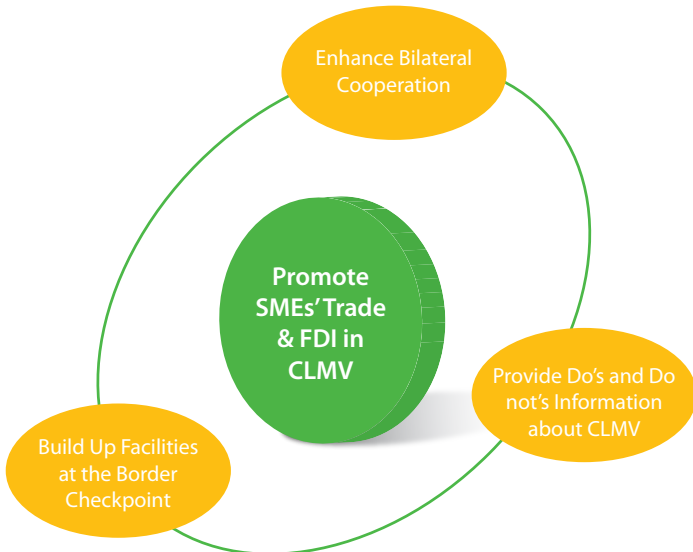 Enhance Bilateral
Cooperation
Promote
SMEs' Trade
& FDI in
CLMV
Provide Do's and Do
not's Information
about CLMV
Build Up Facilities
at the Border
Checkpoint